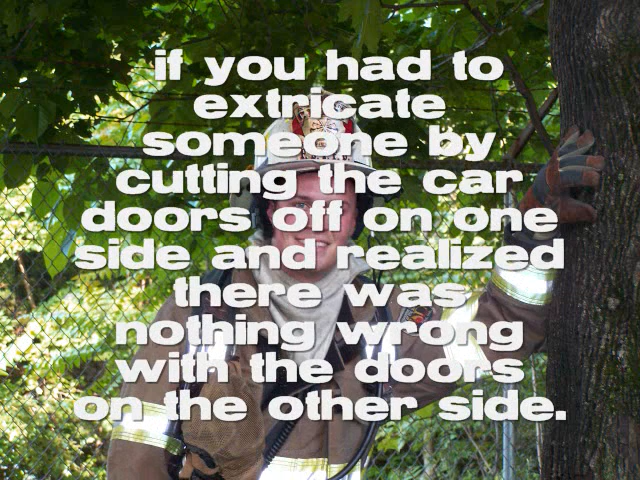 if you had to
extricate
someone by
cutting the car
doors off on one
side and realized
there was
nothing wrong
with the doors
on the other side.